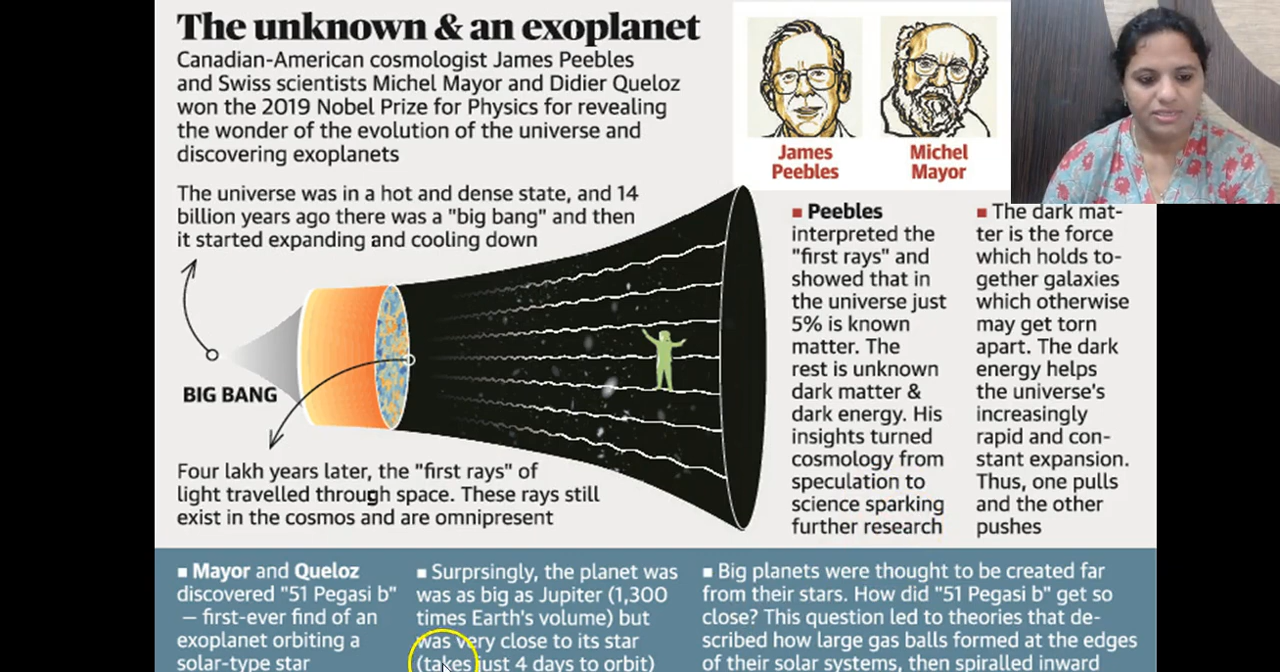 The unknown & an exoplanet
Canadian-American cosmologist James Peebles
and Swiss scientists Michel Mayor and Didier Queloz
won the 2019 Nobel Prize for Physics for revealing
the wonder of the evolution of the universe and
discovering exoplanets
James
Peebles
Michel
Mayor
The universe was in a hot and dense state, and 14
billion years ago there was a "big bang" and then
it started expanding and cooling down
BIG BANG
Four lakh years later, the "first rays" of
light travelled through space. These rays still
exist in the cosmos and are omnipresent
▪ Peebles
interpreted the
"first rays" and
showed that in
the universe just
5% is known
matter. The
rest is unknown
dark matter &
dark energy. His
insights turned
cosmology from
speculation to
science sparking
further research
▪ The dark mat-
ter is the force
which holds to-
gether galaxies
which otherwise
may get torn
apart. The dark
energy helps
the universe's
increasingly
rapid and con-
stant expansion.
Thus, one pulls
and the other
pushes
▪ Mayor and Queloz
discovered "51 Pegasi b"
— first-ever find of an
exoplanet orbiting a
solar-type star
▪ Surprsingly, the planet was
was as big as Jupiter (1,300
times Earth's volume) but
was very close to its star
(takes just 4 days to orbit)
▪ Big planets were thought to be created far
from their stars. How did "51 Pegasi b" get so
close? This question led to theories that de-
scribed how large gas balls formed at the edges
of their solar systems, then spiralled inward